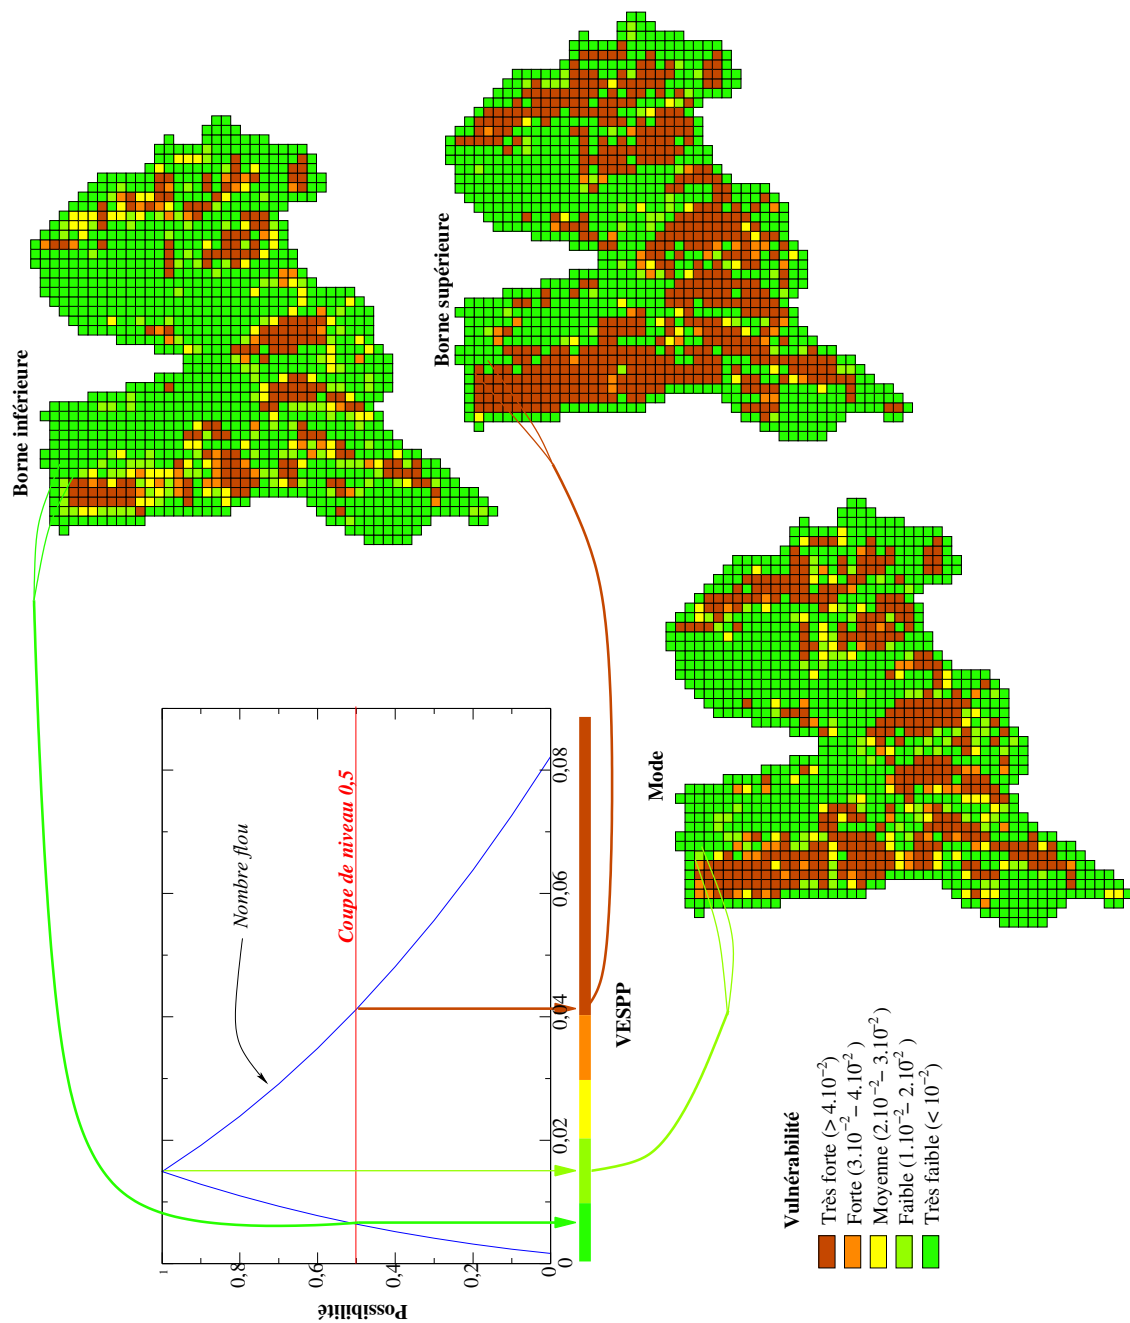 Borne inférieure
Borne supérieure
Mode
Possibilité
1
0,8
0,6
0,4
0,2
0
0
0,02
0,04
0,06
0,08
Nombre flou
Coupe de niveau 0,5
VESPP
Vulnérabilité
Très forte (> 4.10⁻²)
Forte (3.10⁻² – 4.10⁻² )
Moyenne (2.10⁻² – 3.10⁻²)
Faible (1.10⁻² – 2.10⁻² )
Très faible (< 10⁻²)